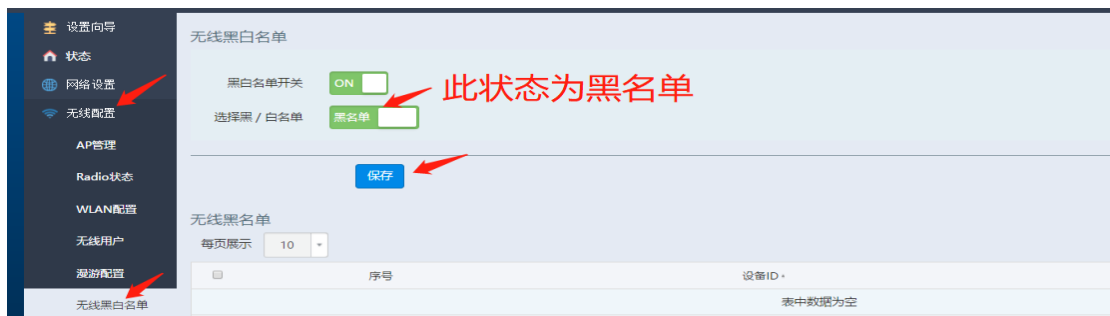 设置向导
状态
网络设置
无线配置
AP管理
Radio状态
WLAN配置
无线用户
漫游配置
无线黑白名单
无线黑白名单
黑白名单开关 ON
此状态为黑名单
选择黑 / 白名单 黑名单
保存
无线黑名单
每页展示 10
序号 设备ID
表中数据为空